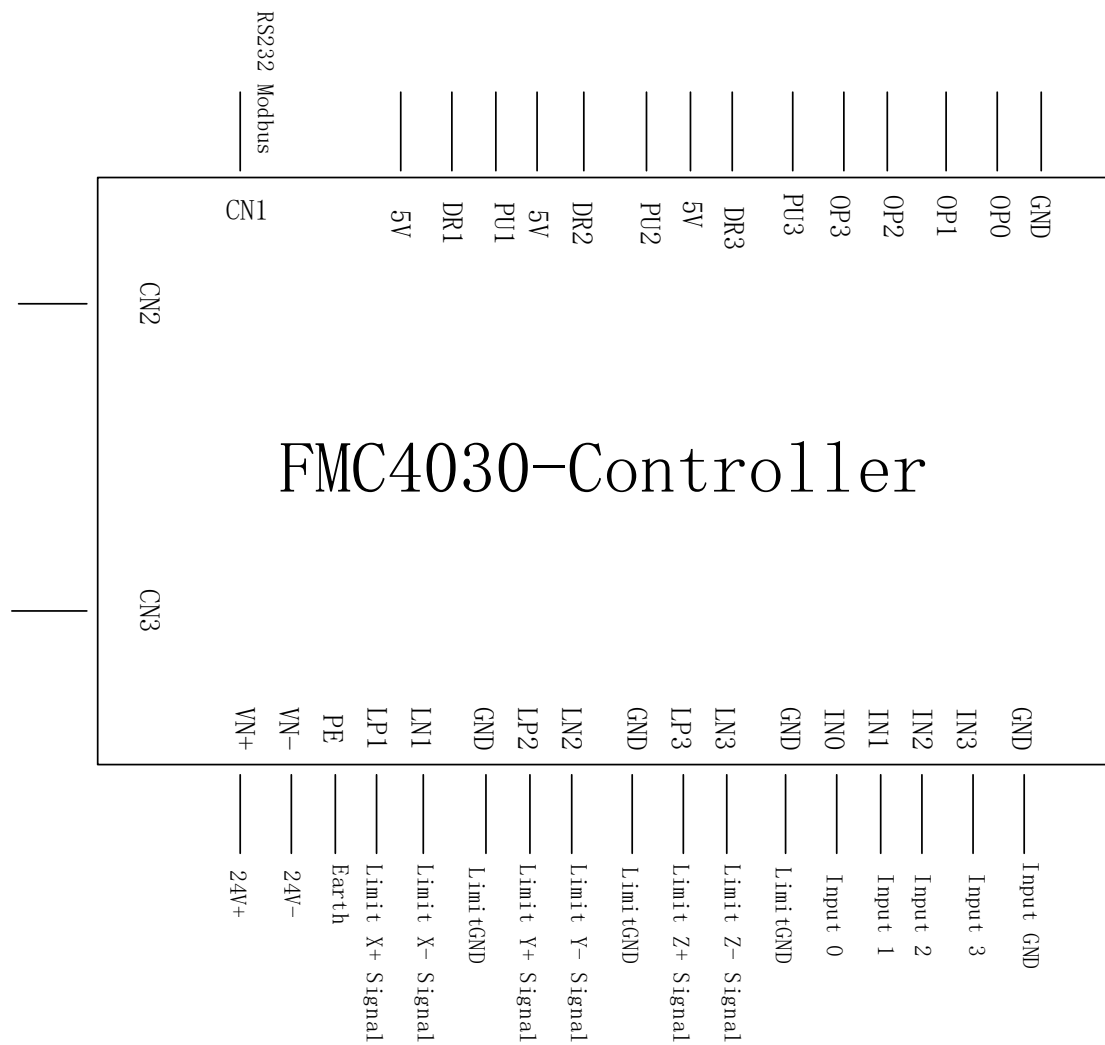 RS232 Modbus
CN1
5V
DR1
PU1
5V
DR2
PU2
5V
DR3
PU3
OP3
OP2
OP1
OP0
GND
CN2
FMC4030-Controller
CN3
VN+
VN-
PE
LP1
LN1
GND
LP2
LN2
GND
LP3
LN3
GND
IN0
IN1
IN2
IN3
GND
24V+
24V-
Earth
Limit X+ Signal
Limit X- Signal
LimitGND
Limit Y+ Signal
Limit Y- Signal
LimitGND
Limit Z+ Signal
Limit Z- Signal
LimitGND
Input 0
Input 1
Input 2
Input 3
Input GND